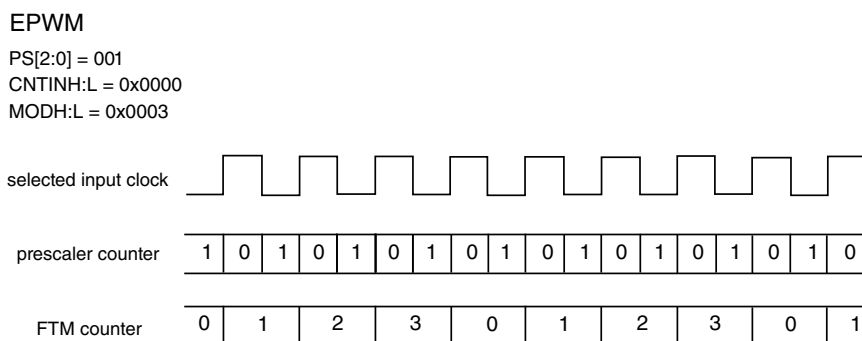 EPWM
PS[2:0] = 001
CNTINH:L = 0x0000
MODH:L = 0x0003
selected input clock
prescaler counter 1 0 1 0 1 0 1 0 1 0 1 0 1 0 1 0 1 0
FTM counter 0 1 2 3 0 1 2 3 0 1